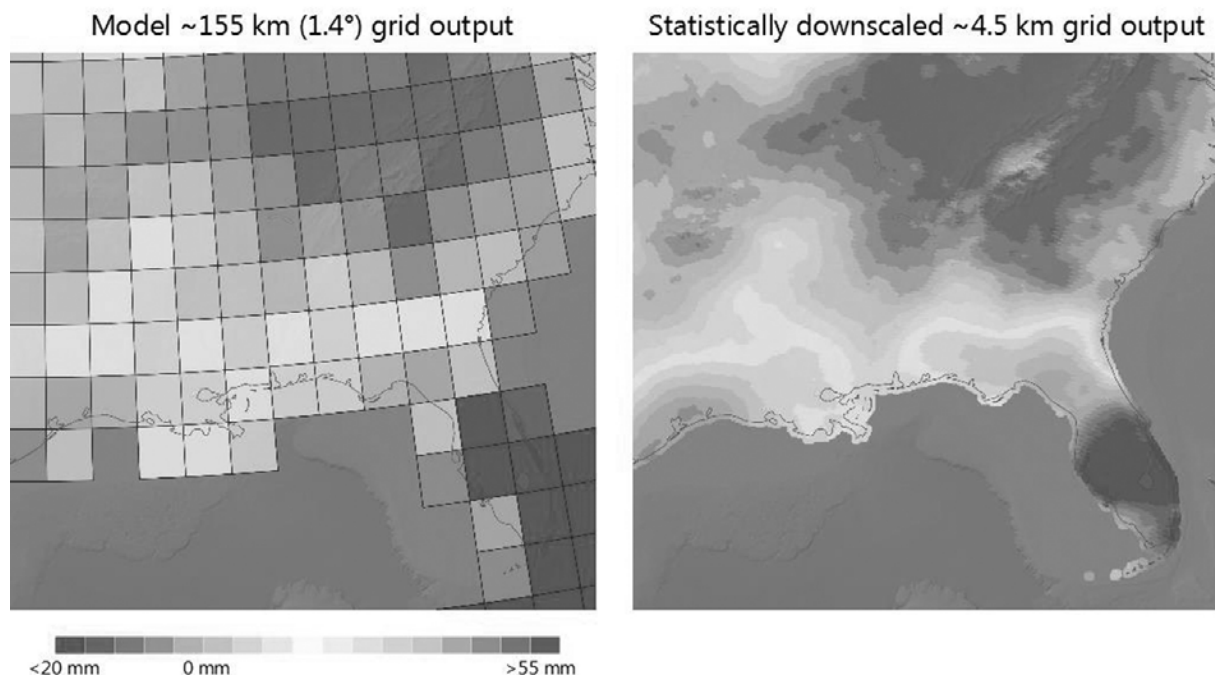 Model ~155 km (1.4°) grid output
Statistically downscaled ~4.5 km grid output
<20 mm
0 mm
>55 mm